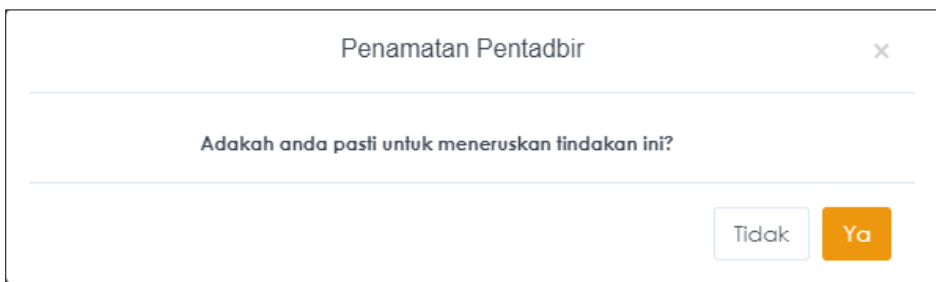 Penamatan Pentadbir ×
Adakah anda pasti untuk meneruskan tindakan ini?
Tidak Ya